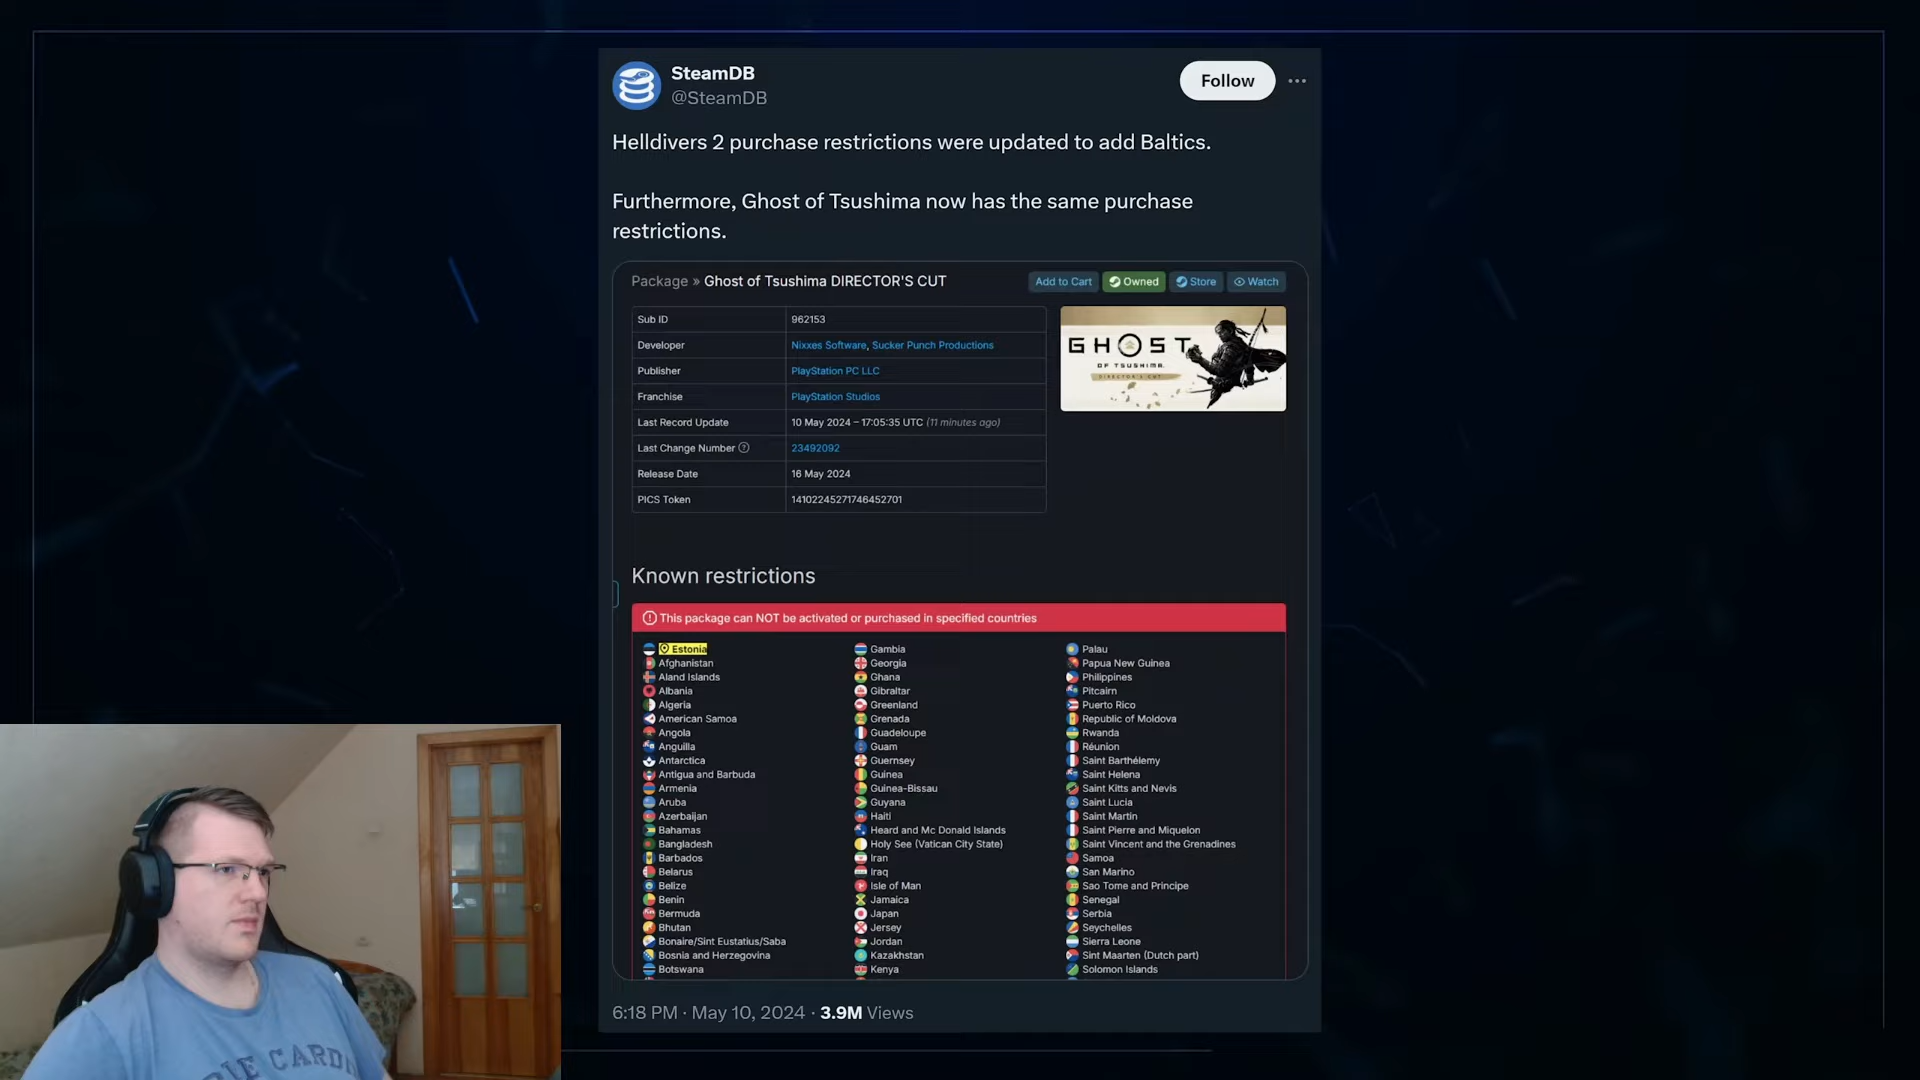 SteamDB
@SteamDB
Follow
Helldivers 2 purchase restrictions were updated to add Baltics.
Furthermore, Ghost of Tsushima now has the same purchase
restrictions.
Package » Ghost of Tsushima DIRECTOR'S CUT
Add to Cart
Owned
Store
Watch
Sub ID 962153
Developer Nixxes Software, Sucker Punch Productions
Publisher PlayStation PC LLC
Franchise PlayStation Studios
Last Record Update 10 May 2024 – 17:05:35 UTC (11 minutes ago)
Last Change Number 23492092
Release Date 16 May 2024
PICS Token 14102245271746452701
GHOST
OF TSUSHIMA
DIRECTOR'S CUT
Known restrictions
This package can NOT be activated or purchased in specified countries
Estonia
Afghanistan
Aland Islands
Albania
Algeria
American Samoa
Angola
Anguilla
Antarctica
Antigua and Barbuda
Armenia
Aruba
Azerbaijan
Bahamas
Bangladesh
Barbados
Belarus
Belize
Benin
Bermuda
Bhutan
Bonaire/Sint Eustatius/Saba
Bosnia and Herzegovina
Botswana
Gambia
Georgia
Ghana
Gibraltar
Greenland
Grenada
Guadeloupe
Guam
Guernsey
Guinea
Guinea-Bissau
Guyana
Haiti
Heard and Mc Donald Islands
Holy See (Vatican City State)
Iran
Iraq
Isle of Man
Jamaica
Japan
Jersey
Jordan
Kazakhstan
Kenya
Palau
Papua New Guinea
Philippines
Pitcairn
Puerto Rico
Republic of Moldova
Rwanda
Réunion
Saint Barthélemy
Saint Helena
Saint Kitts and Nevis
Saint Lucia
Saint Martin
Saint Pierre and Miquelon
Saint Vincent and the Grenadines
Samoa
San Marino
Sao Tome and Principe
Senegal
Serbia
Seychelles
Sierra Leone
Sint Maarten (Dutch part)
Solomon Islands
6:18 PM · May 10, 2024 · 3.9M Views